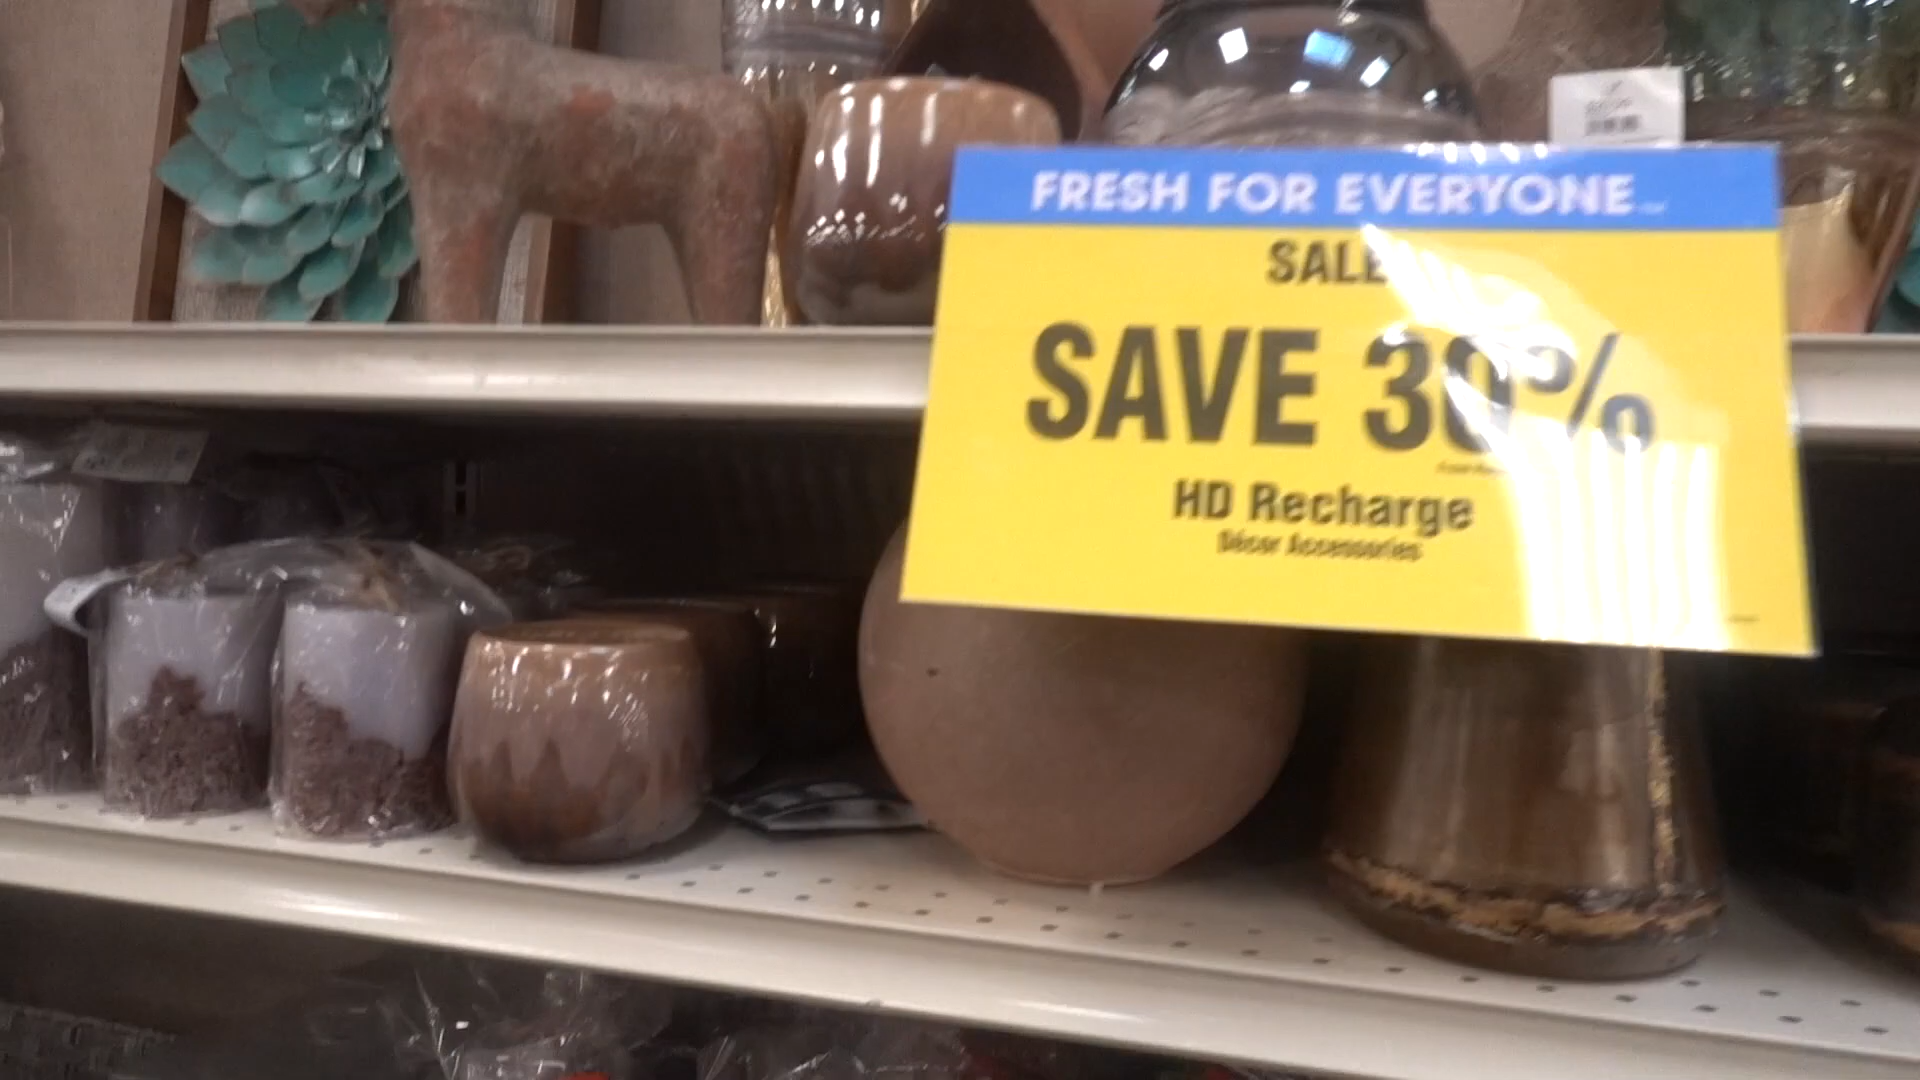 FRESH FOR EVERYONE
SALE
SAVE 30%
HD Recharge
Décor Accessories